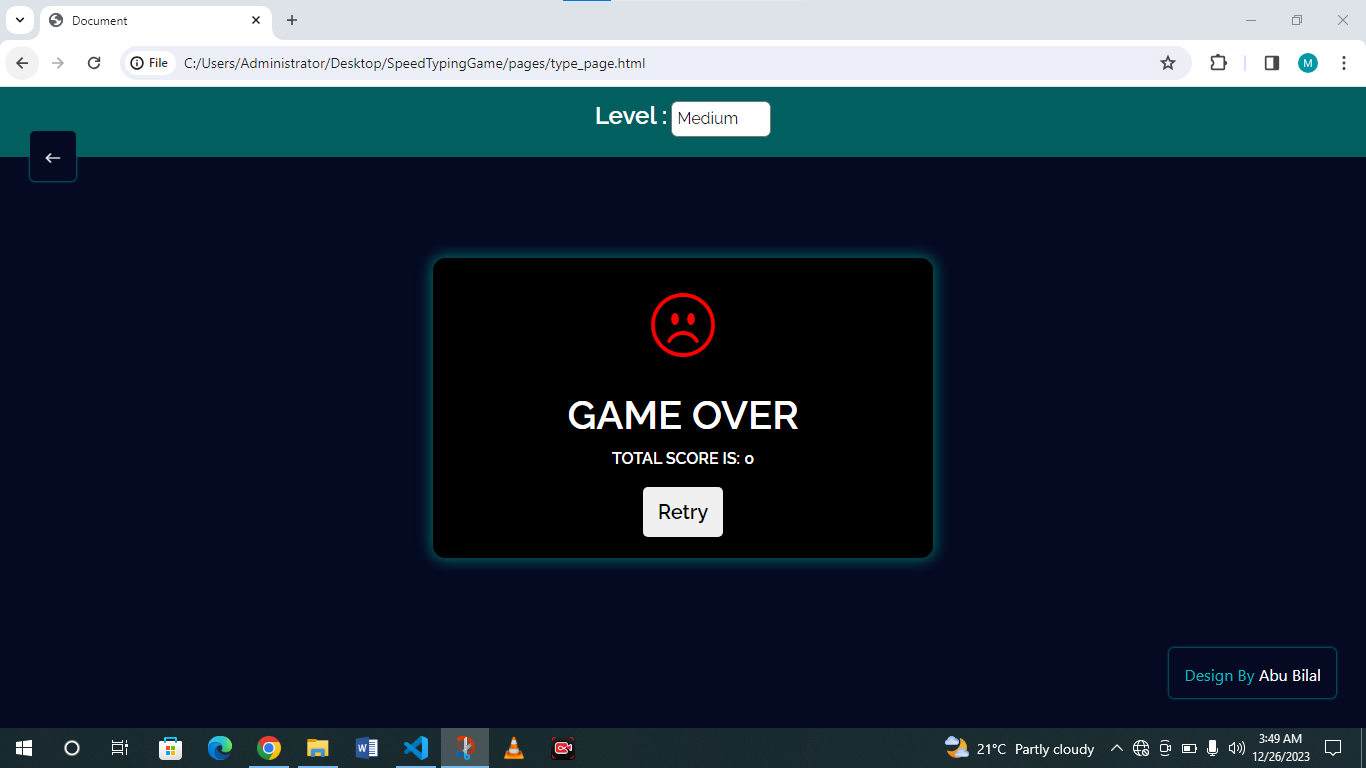 Document
File
C:/Users/Administrator/Desktop/SpeedTypingGame/pages/type_page.html
M
Level : Medium
GAME OVER
TOTAL SCORE IS: 0
Retry
Design By Abu Bilal
21°C Partly cloudy
3:49 AM
12/26/2023